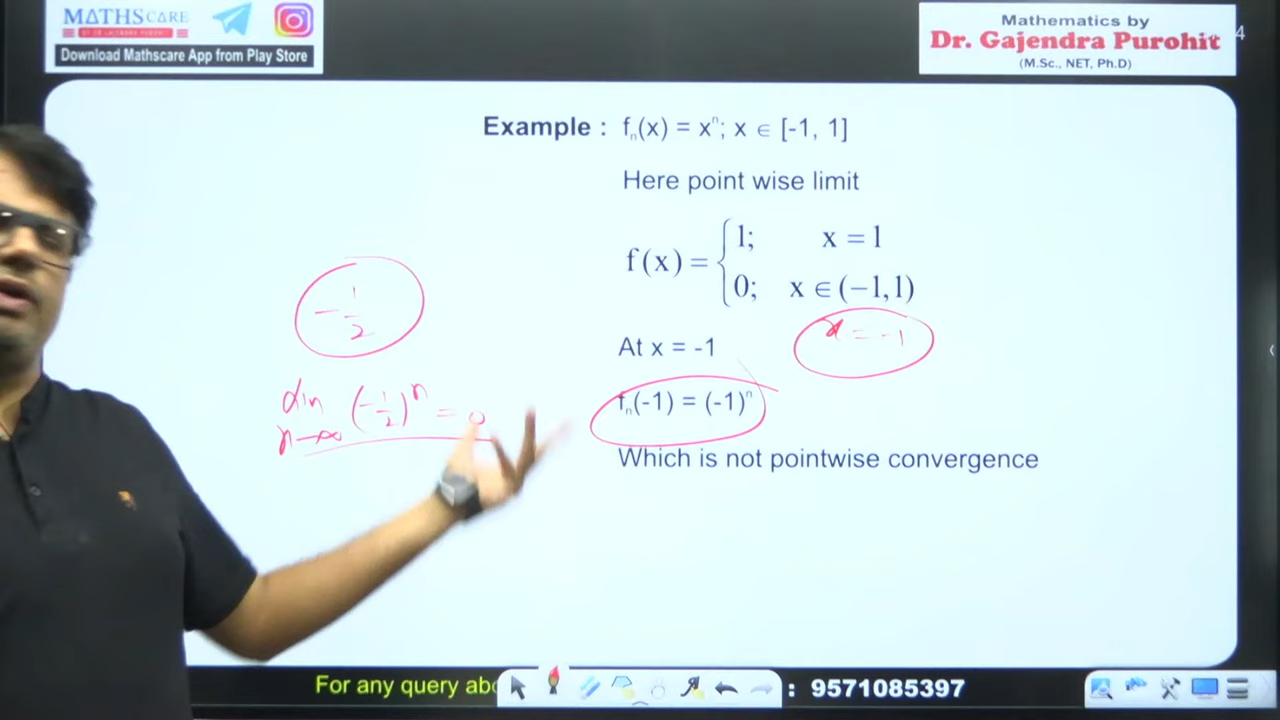 MATHSCARE
Download Mathscare App from Play Store
Mathematics by
Dr. Gajendra Purohit
(M.Sc., NET, Ph.D)
4
Example : fₙ(x) = xⁿ; x ∈ [-1, 1]
Here point wise limit
f(x) = {1; x = 1
0; x ∈ (−1,1)
x = -1
At x = -1
fₙ(-1) = (-1)ⁿ
Which is not pointwise convergence
-1/2
lim n→∞ (-1/2)ⁿ = 0
For any query abo
: 9571085397